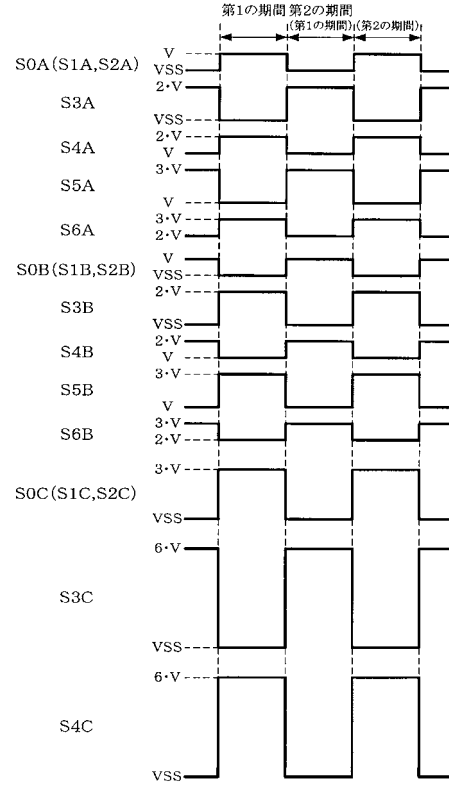 第1の期間 第2の期間
(第1の期間) (第2の期間)
S0A(S1A,S2A)
V
VSS
S3A
2·V
VSS
S4A
2·V
V
S5A
3·V
V
S6A
3·V
2·V
S0B(S1B,S2B)
V
VSS
S3B
2·V
VSS
S4B
2·V
V
S5B
3·V
V
S6B
3·V
2·V
S0C(S1C,S2C)
3·V
VSS
S3C
6·V
VSS
S4C
6·V
VSS